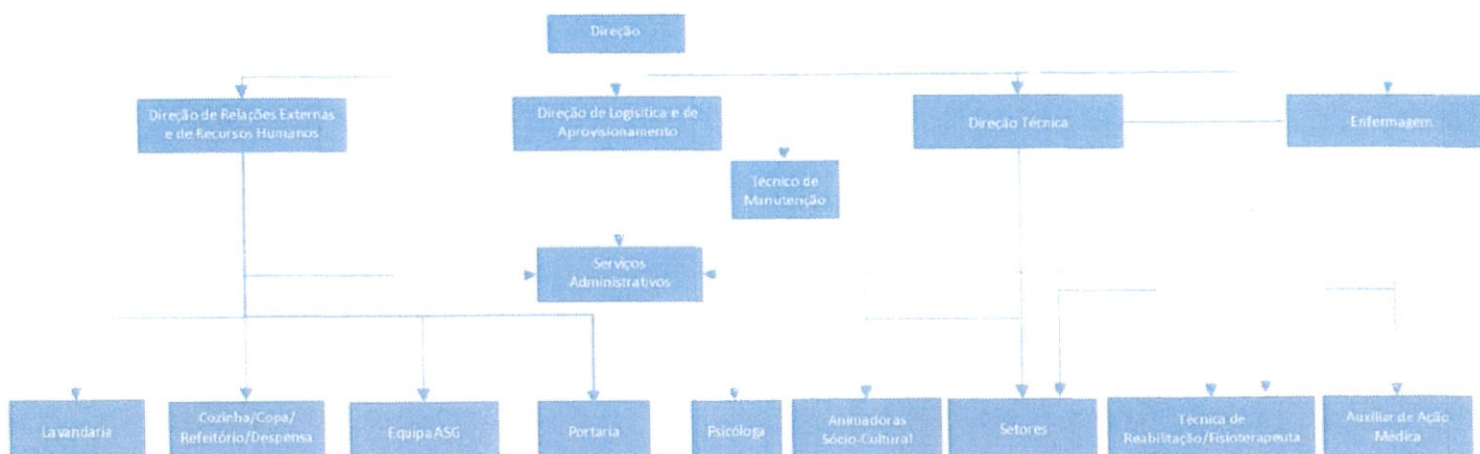 Direção
Direção de Relações Externas
e de Recursos Humanos
Direção de Logisitica e de
Aprovisionamento
Direção Técnica
Enfermagem
Técnico de
Manutenção
Serviços
Administrativos
Lavandaria
Cozinha/Copa/
Refeitório/Despensa
Equipa ASG
Portaria
Psicóloga
Animadoras
Sócio-Cultural
Setores
Técnica de
Reabilitação/Fisioterapeuta
Auxiliar de Ação
Médica